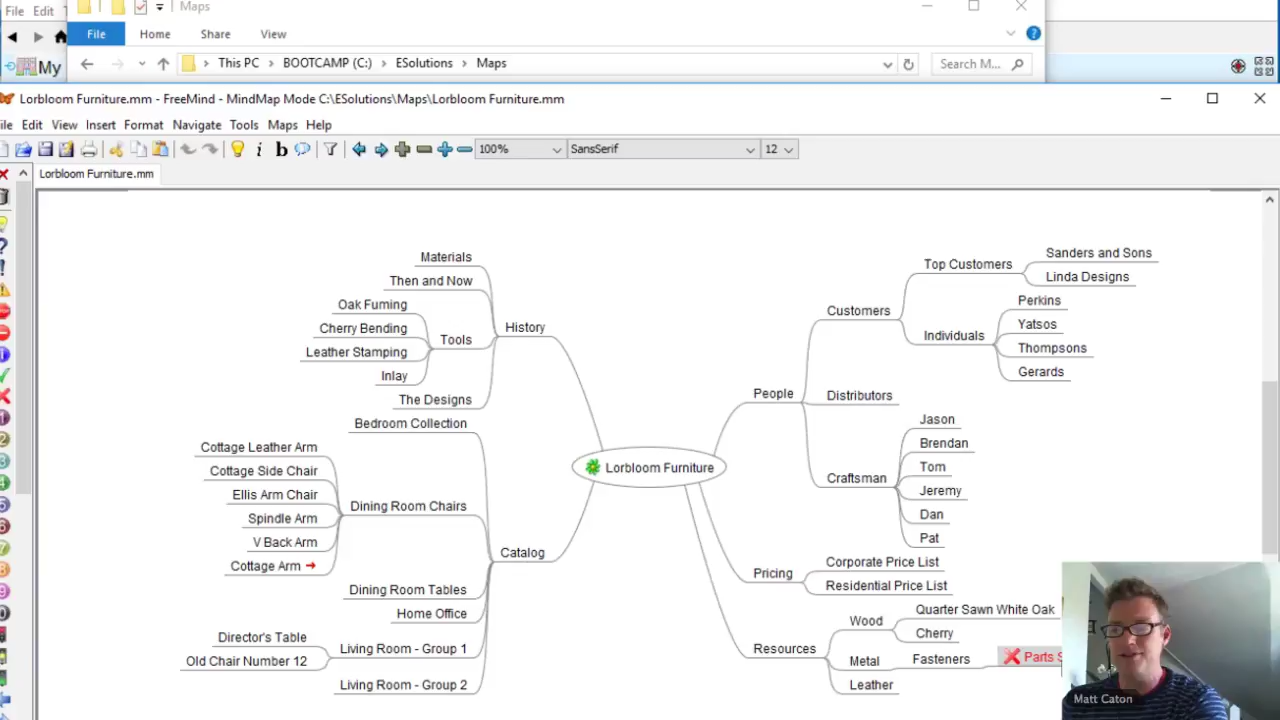 File Edit
Maps
File Home Share View
My
This PC > BOOTCAMP (C:) > ESolutions > Maps
Search M...
Lorbloom Furniture.mm - FreeMind - MindMap Mode C:\ESolutions\Maps\Lorbloom Furniture.mm
ile Edit View Insert Format Navigate Tools Maps Help
100% SansSerif 12
Lorbloom Furniture.mm
Lorbloom Furniture
History
Materials
Then and Now
Tools
Oak Fuming
Cherry Bending
Leather Stamping
Inlay
The Designs
Catalog
Bedroom Collection
Dining Room Chairs
Cottage Leather Arm
Cottage Side Chair
Ellis Arm Chair
Spindle Arm
V Back Arm
Cottage Arm
Dining Room Tables
Home Office
Living Room - Group 1
Director's Table
Old Chair Number 12
Living Room - Group 2
People
Customers
Top Customers
Sanders and Sons
Linda Designs
Individuals
Perkins
Yatsos
Thompsons
Gerards
Distributors
Craftsman
Jason
Brendan
Tom
Jeremy
Dan
Pat
Pricing
Corporate Price List
Residential Price List
Resources
Wood
Quarter Sawn White Oak
Cherry
Metal
Fasteners
Parts S
Leather
Matt Caton